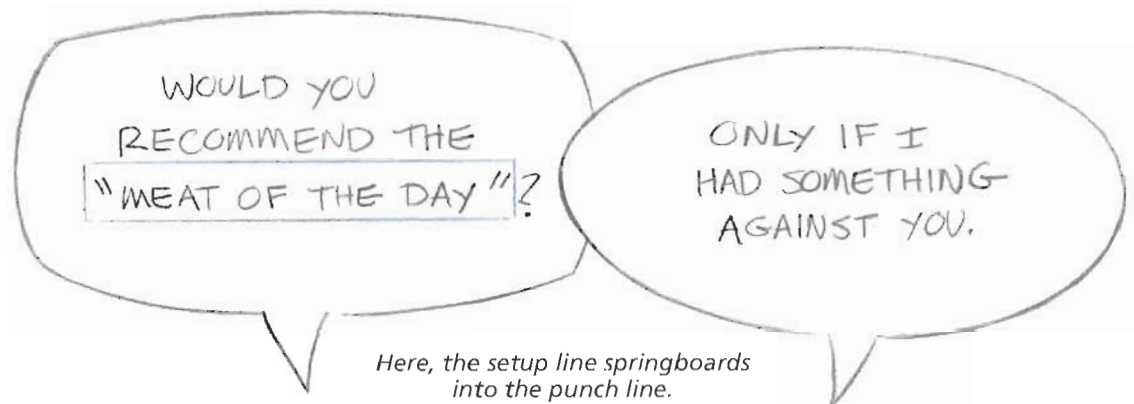 WOULD YOU
RECOMMEND THE
"MEAT OF THE DAY"?
ONLY IF I
HAD SOMETHING
AGAINST YOU.
Here, the setup line springboards
into the punch line.